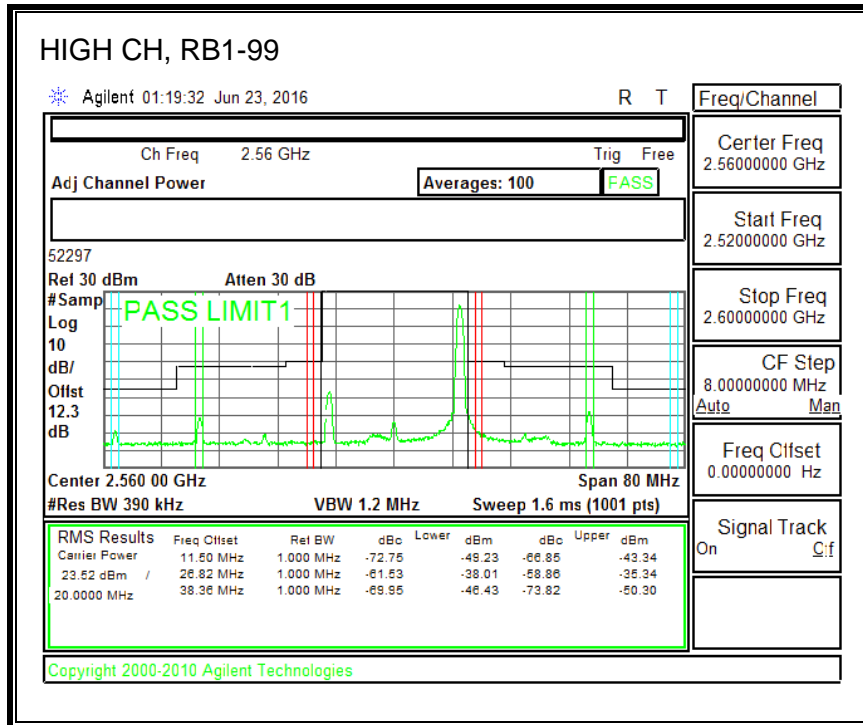 HIGH CH, RB1-99
Agilent 01:19:32 Jun 23, 2016 R T
Freq/Channel
Ch Freq 2.56 GHz Trig Free
Adj Channel Power Averages: 100 PASS
Center Freq
2.56000000 GHz
Start Freq
2.52000000 GHz
52297
Ref 30 dBm Atten 30 dB
#Samp
Log
10
dB/
Offst
12.3
dB
PASS LIMIT1
Stop Freq
2.60000000 GHz
CF Step
8.00000000 MHz
Auto Man
Freq Offset
0.00000000 Hz
Center 2.560 00 GHz Span 80 MHz
#Res BW 390 kHz VBW 1.2 MHz Sweep 1.6 ms (1001 pts)
Signal Track
On Off
RMS Results Freq Offset Ref BW dBc Lower dBm dBc Upper dBm
Carrier Power 11.50 MHz 1.000 MHz -72.75 -49.23 -66.85 -43.34
23.52 dBm / 26.82 MHz 1.000 MHz -61.53 -38.01 -58.86 -35.34
20.0000 MHz 38.36 MHz 1.000 MHz -69.95 -46.43 -73.82 -50.30
Copyright 2000-2010 Agilent Technologies